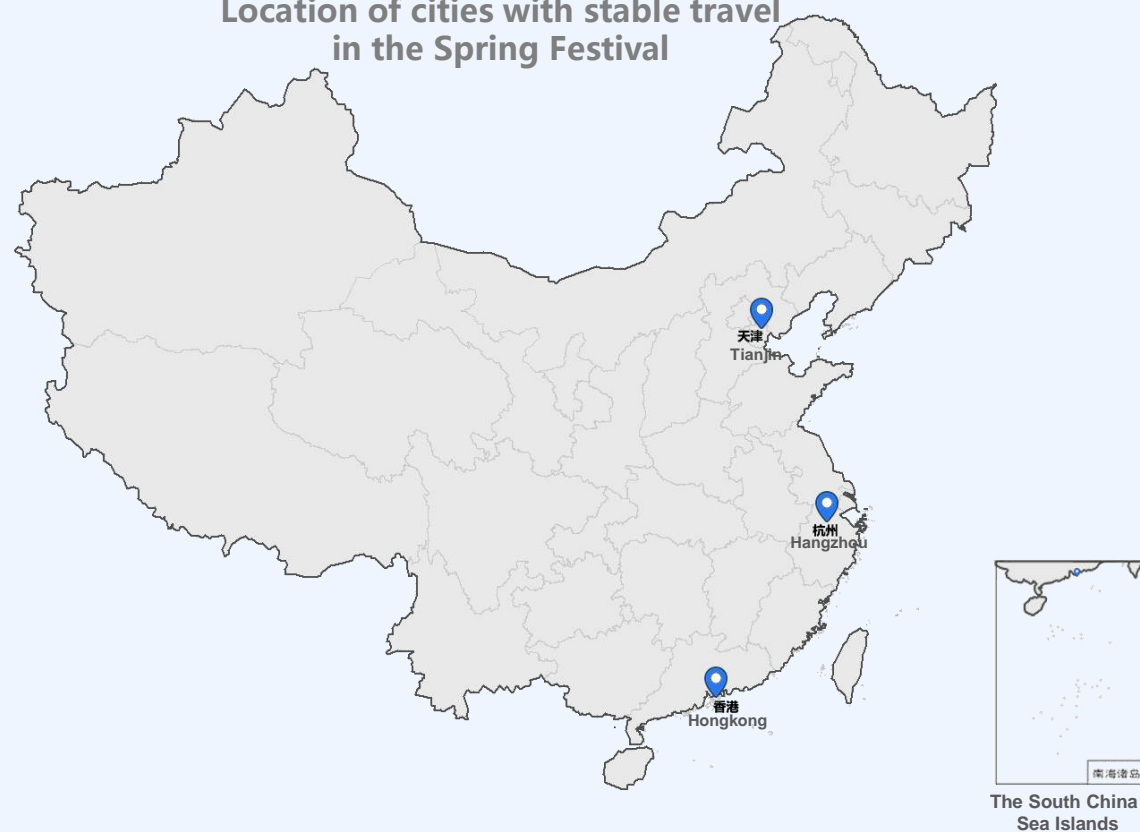 Location of cities with stable travel
in the Spring Festival
天津
Tianjin
杭州
Hangzhou
香港
Hongkong
南海诸岛
The South China
Sea Islands